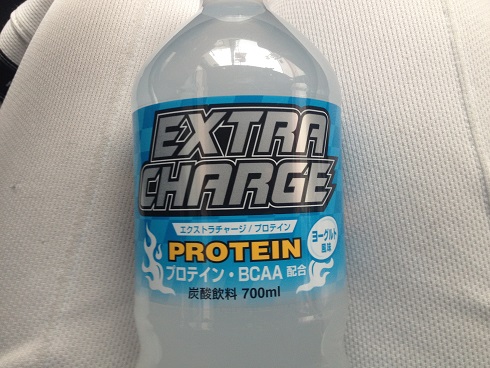 EXTRA
CHARGE
エクストラチャージ/プロテイン
PROTEIN
ヨーグルト
風味
プロテイン・BCAA 配合
炭酸飲料 700ml